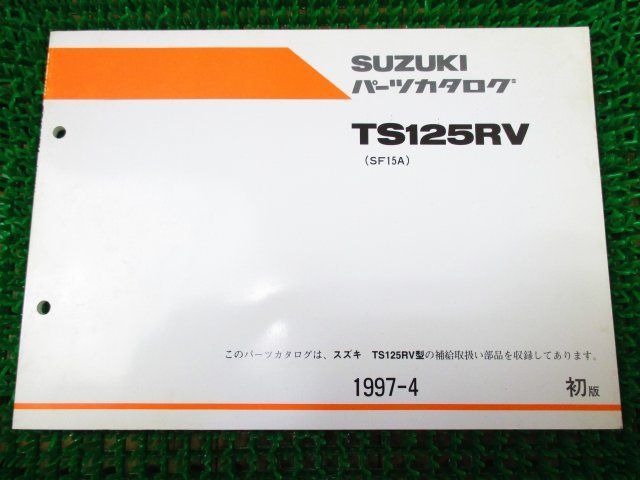 SUZUKI
パーツカタログ
TS125RV
(SF15A)
このパーツカタログは、スズキ TS125RV型の補給取扱い部品を収録してあります。
1997-4 初版